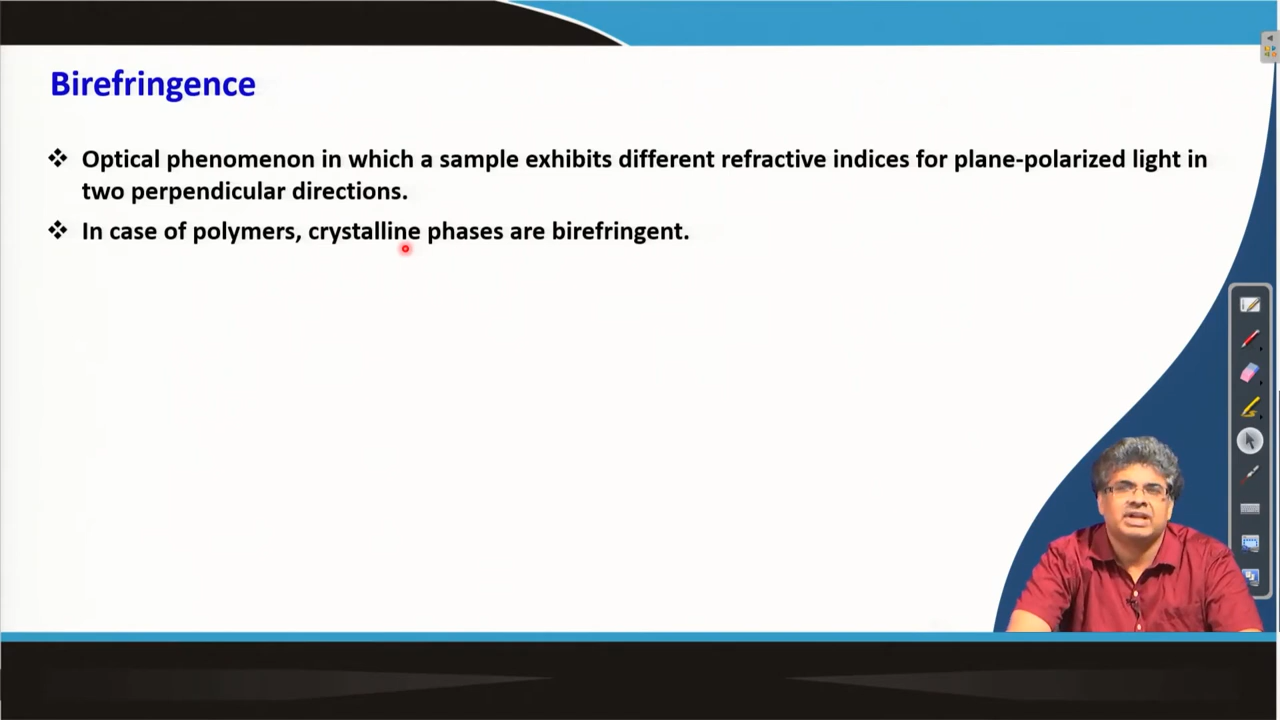 Birefringence
❖ Optical phenomenon in which a sample exhibits different refractive indices for plane-polarized light in
two perpendicular directions.
❖ In case of polymers, crystalline phases are birefringent.